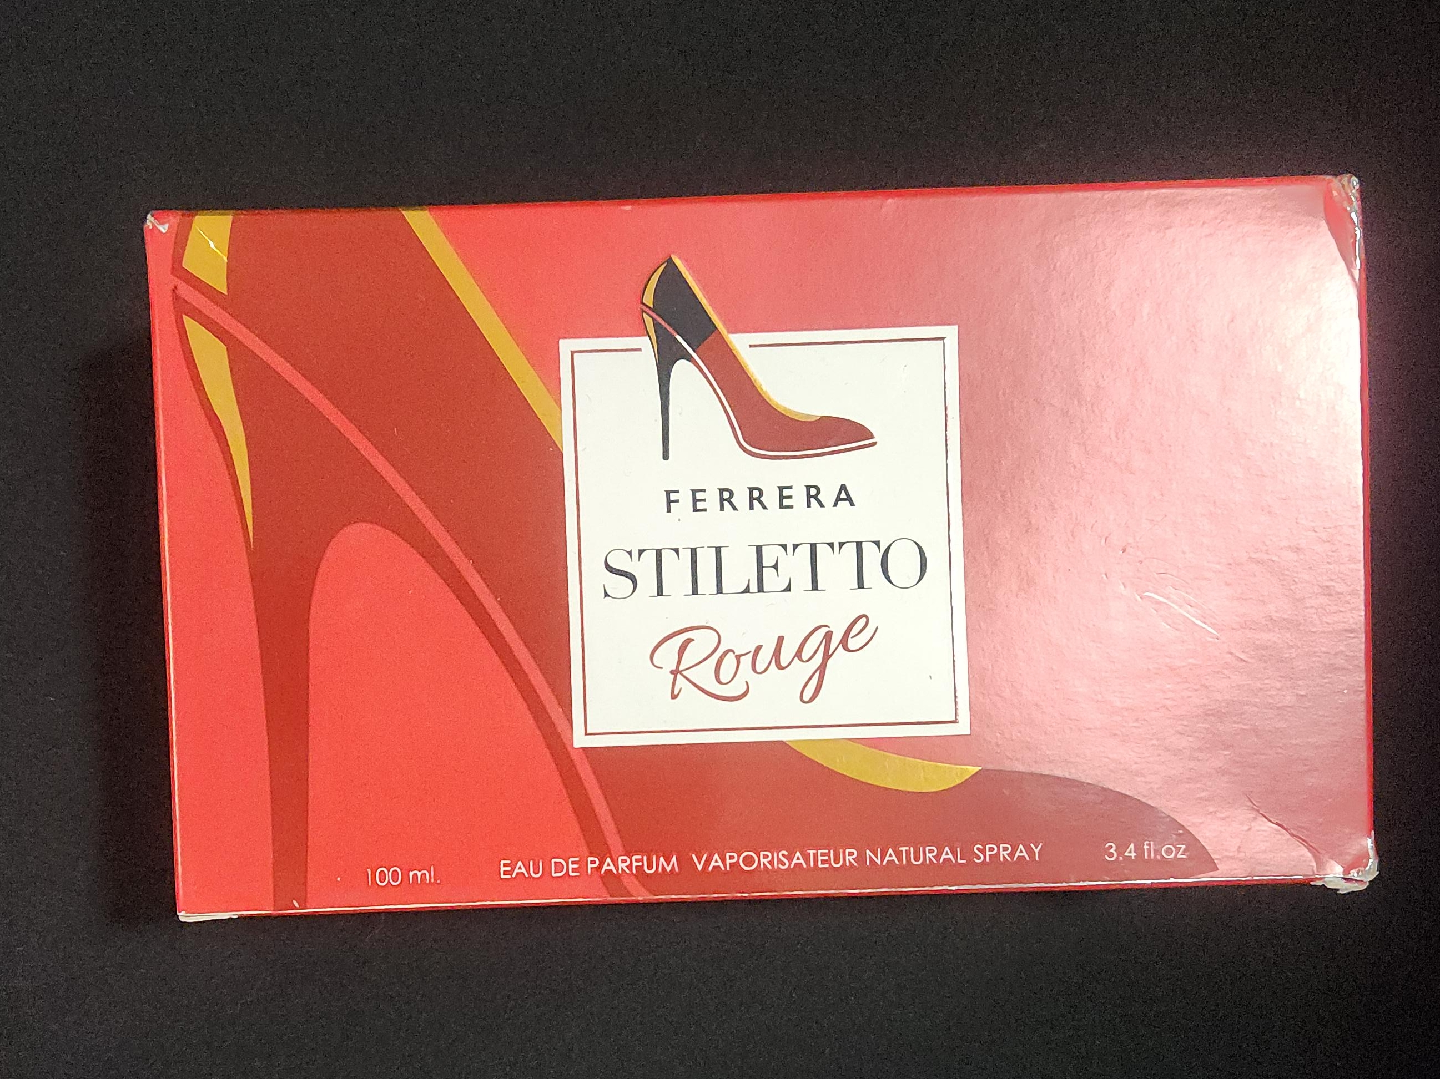 FERRERA
STILETTO
Rouge
100 ml. EAU DE PARFUM VAPORISATEUR NATURAL SPRAY 3.4 fl.oz